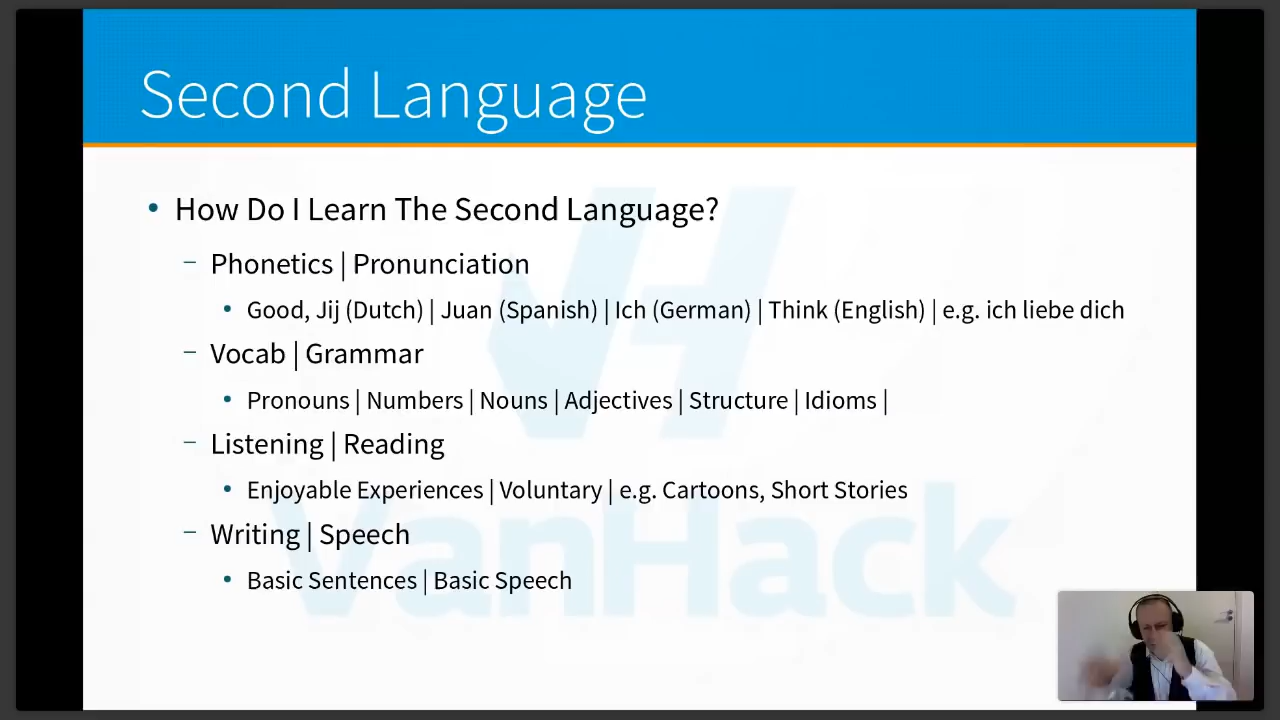 Second Language
How Do I Learn The Second Language?
Phonetics | Pronunciation
Good, Jij (Dutch) | Juan (Spanish) | Ich (German) | Think (English) | e.g. ich liebe dich
Vocab | Grammar
Pronouns | Numbers | Nouns | Adjectives | Structure | Idioms |
Listening | Reading
Enjoyable Experiences | Voluntary | e.g. Cartoons, Short Stories
Writing | Speech
Basic Sentences | Basic Speech
VanHack